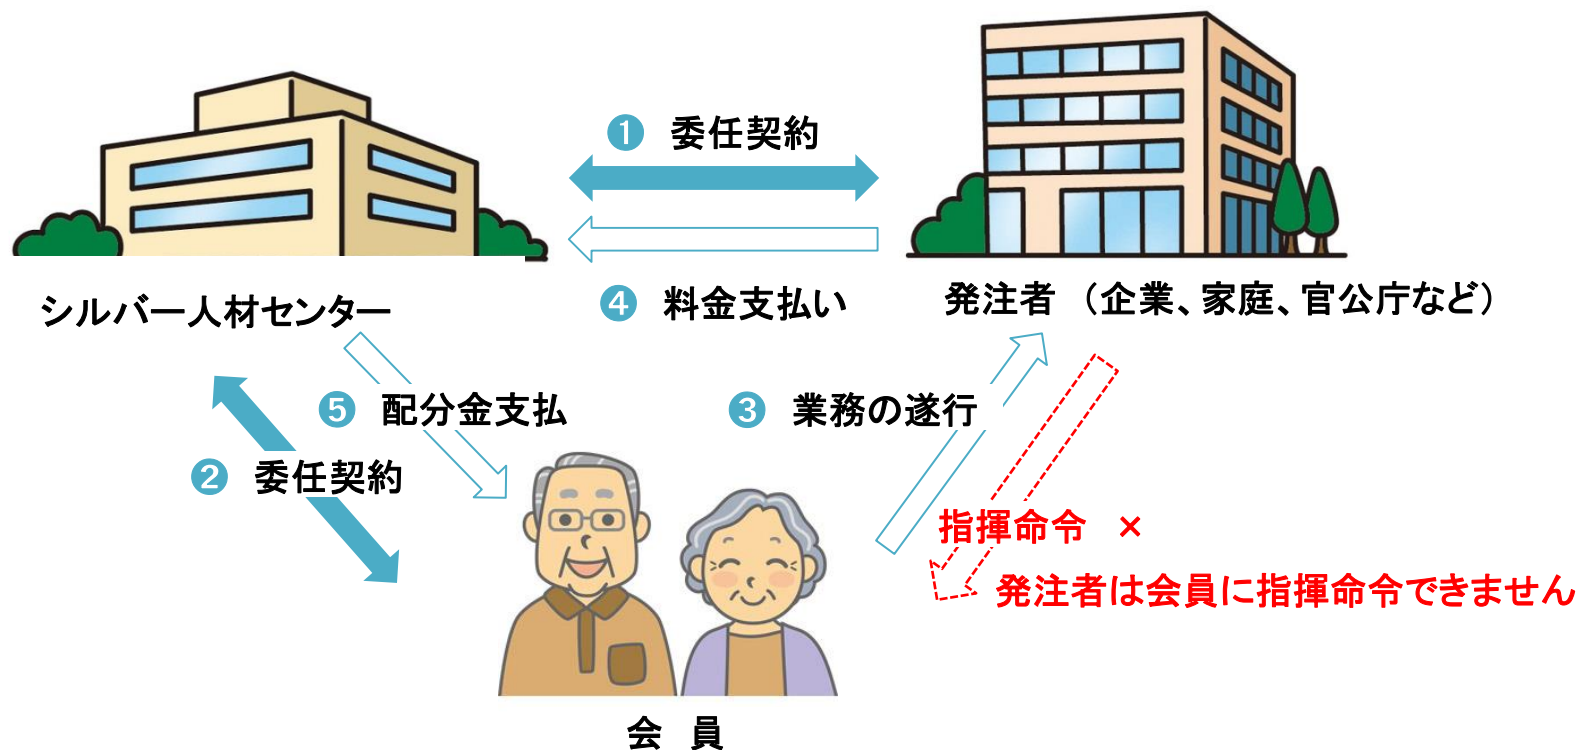 ❶ 委任契約
❹ 料金支払い
シルバー人材センター
発注者 （企業、家庭、官公庁など）
❺ 配分金支払
❸ 業務の遂行
❷ 委任契約
指揮命令 ×
発注者は会員に指揮命令できません
会 員